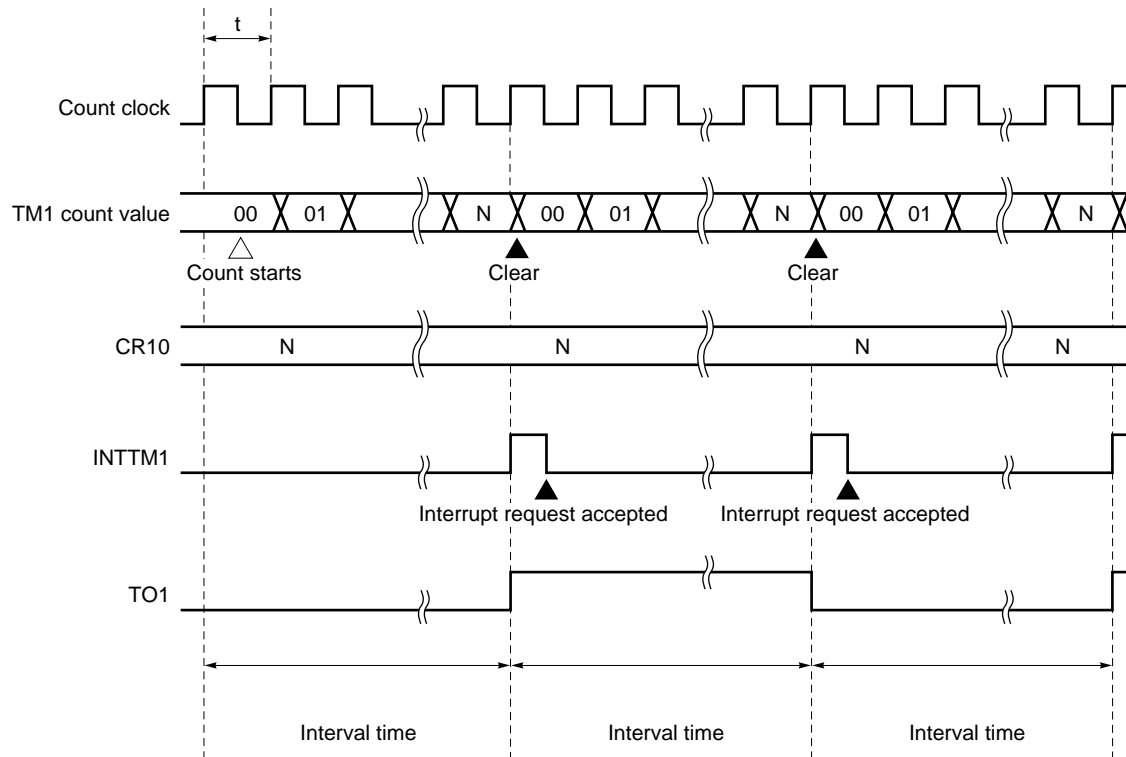 t
Count clock
TM1 count value 00 01 N 00 01 N 00 01 N
Count starts Clear Clear
CR10 N N N N
INTTM1
Interrupt request accepted Interrupt request accepted
TO1
Interval time Interval time Interval time